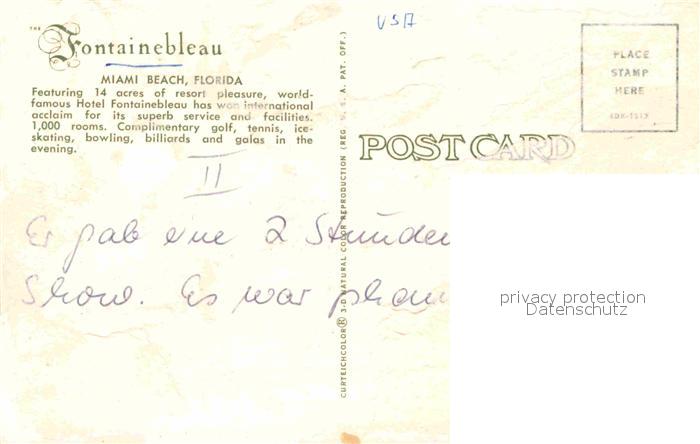 USA
THE
Fontainebleau
MIAMI BEACH, FLORIDA
Featuring 14 acres of resort pleasure, world-
famous Hotel Fontainebleau has won international
acclaim for its superb service and facilities.
1,000 rooms. Complimentary golf, tennis, ice-
skating, bowling, billiards and galas in the
evening.
II
Er gab eine 2 Stunden
Show. Es war phan
CURTEICHCOLOR® 3-D NATURAL COLOR REPRODUCTION (REG. U. S. A. PAT. OFF.)
POST CARD
PLACE
STAMP
HERE
privacy protection
Datenschutz